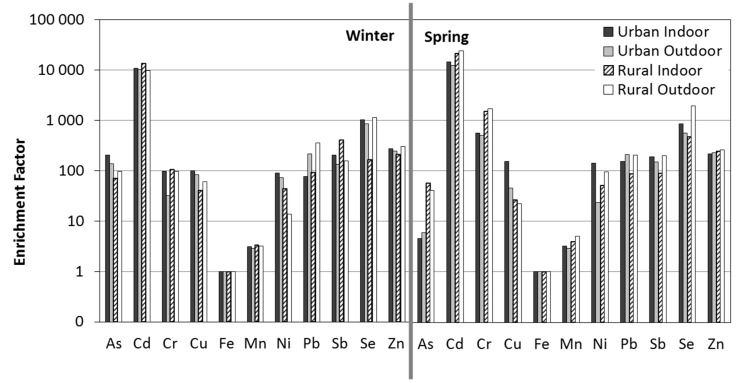 Enrichment Factor
100 000
10 000
1 000
100
10
1
0
Winter
Spring
Urban Indoor
Urban Outdoor
Rural Indoor
Rural Outdoor
As Cd Cr Cu Fe Mn Ni Pb Sb Se Zn As Cd Cr Cu Fe Mn Ni Pb Sb Se Zn